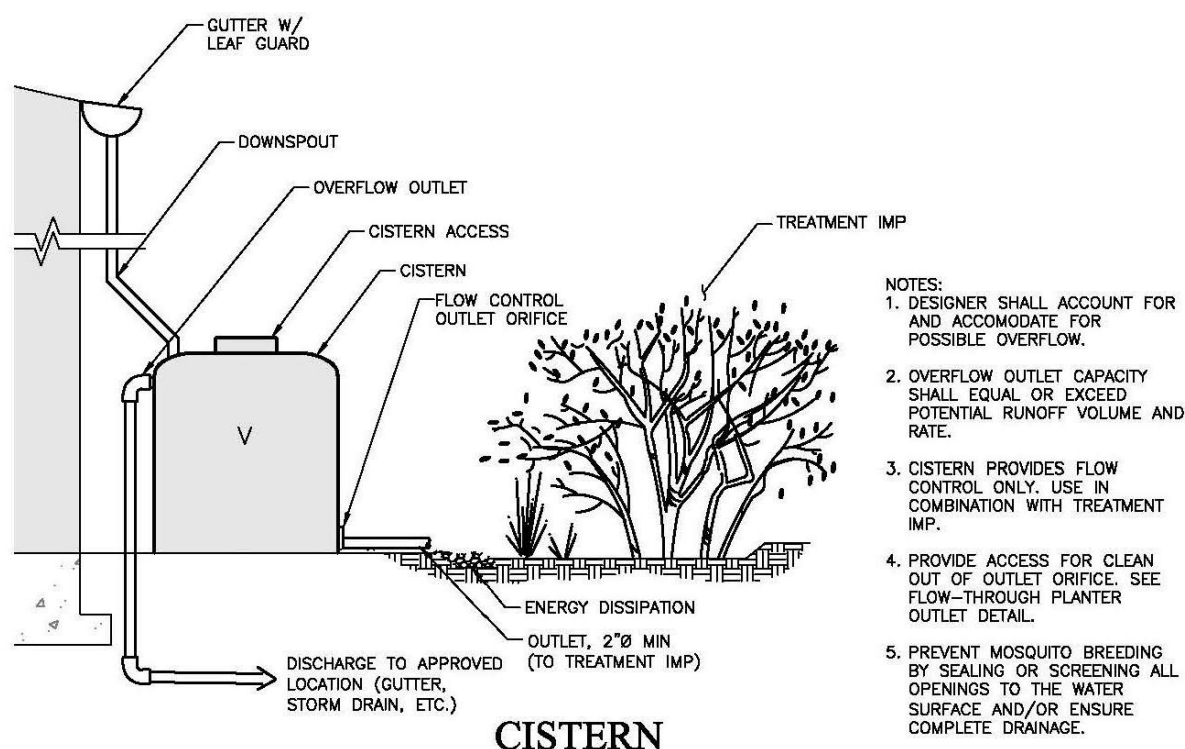 GUTTER W/
LEAF GUARD
DOWNSPOUT
OVERFLOW OUTLET
CISTERN ACCESS
CISTERN
FLOW CONTROL
OUTLET ORIFICE
TREATMENT IMP
V
ENERGY DISSIPATION
OUTLET, 2"Ø MIN
(TO TREATMENT IMP)
DISCHARGE TO APPROVED
LOCATION (GUTTER,
STORM DRAIN, ETC.)
CISTERN
NOTES:
1. DESIGNER SHALL ACCOUNT FOR
AND ACCOMODATE FOR
POSSIBLE OVERFLOW.
2. OVERFLOW OUTLET CAPACITY
SHALL EQUAL OR EXCEED
POTENTIAL RUNOFF VOLUME AND
RATE.
3. CISTERN PROVIDES FLOW
CONTROL ONLY. USE IN
COMBINATION WITH TREATMENT
IMP.
4. PROVIDE ACCESS FOR CLEAN
OUT OF OUTLET ORIFICE. SEE
FLOW-THROUGH PLANTER
OUTLET DETAIL.
5. PREVENT MOSQUITO BREEDING
BY SEALING OR SCREENING ALL
OPENINGS TO THE WATER
SURFACE AND/OR ENSURE
COMPLETE DRAINAGE.